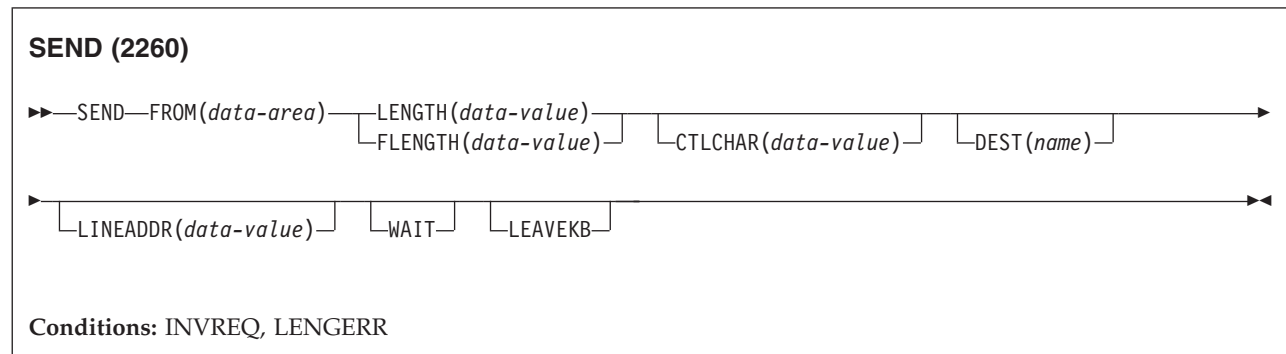 SEND (2260)
SEND FROM(data-area) LENGTH(data-value)
FLENGTH(data-value) CTLCHAR(data-value) DEST(name)
LINEADDR(data-value) WAIT LEAVEKB
Conditions: INVREQ, LENGERR